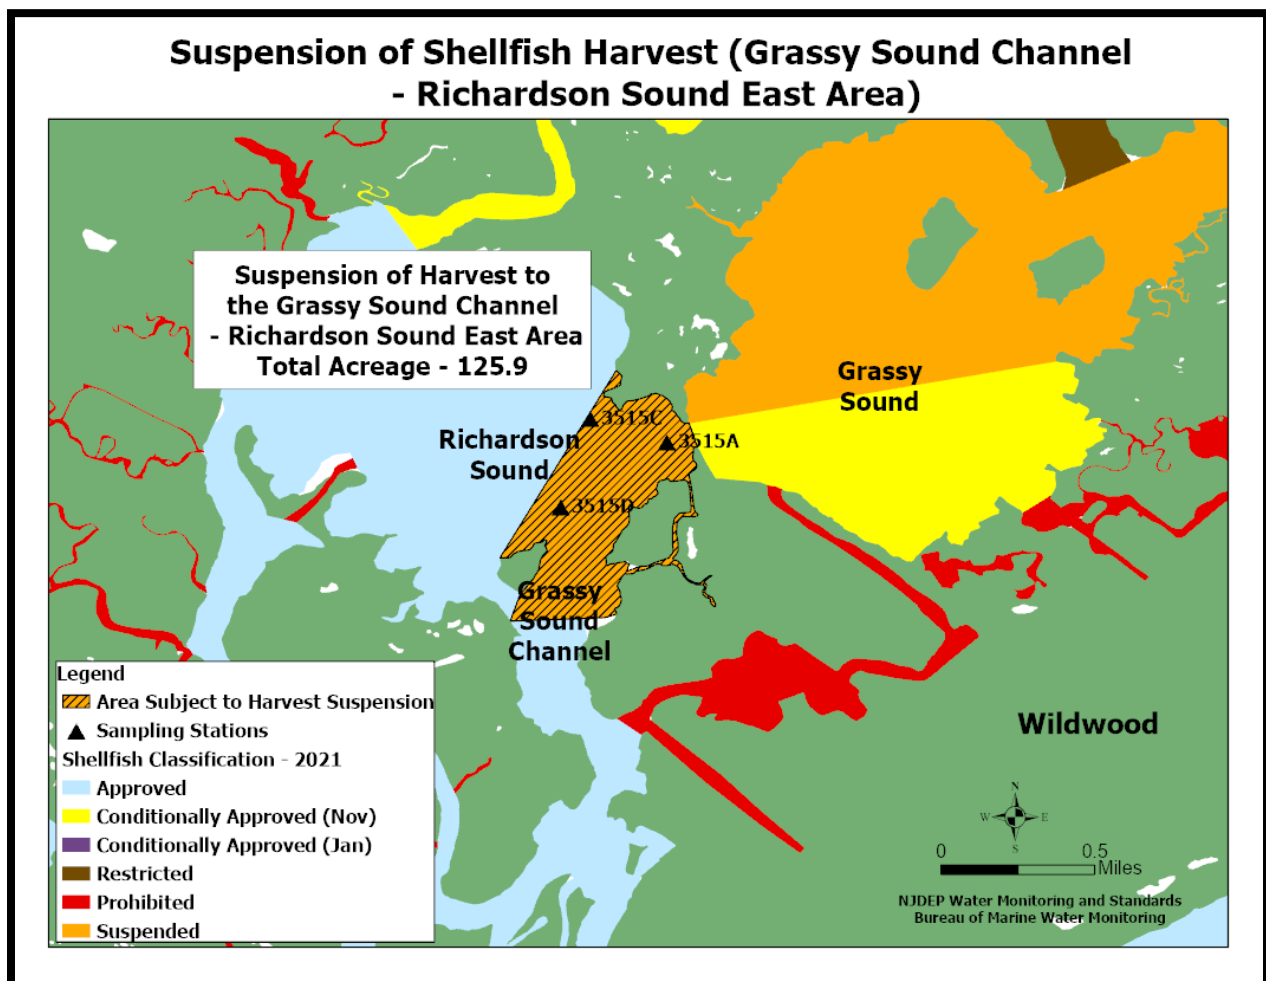 Suspension of Shellfish Harvest (Grassy Sound Channel
- Richardson Sound East Area)
Suspension of Harvest to
the Grassy Sound Channel
- Richardson Sound East Area
Total Acreage - 125.9
Grassy
Sound
3515C
3515A
Richardson
Sound
3515D
Grassy
Sound
Channel
Wildwood
Legend
Area Subject to Harvest Suspension
Sampling Stations
Shellfish Classification - 2021
Approved
Conditionally Approved (Nov)
Conditionally Approved (Jan)
Restricted
Prohibited
Suspended
N
W
E
S
0 0.5
Miles
NJDEP Water Monitoring and Standards
Bureau of Marine Water Monitoring